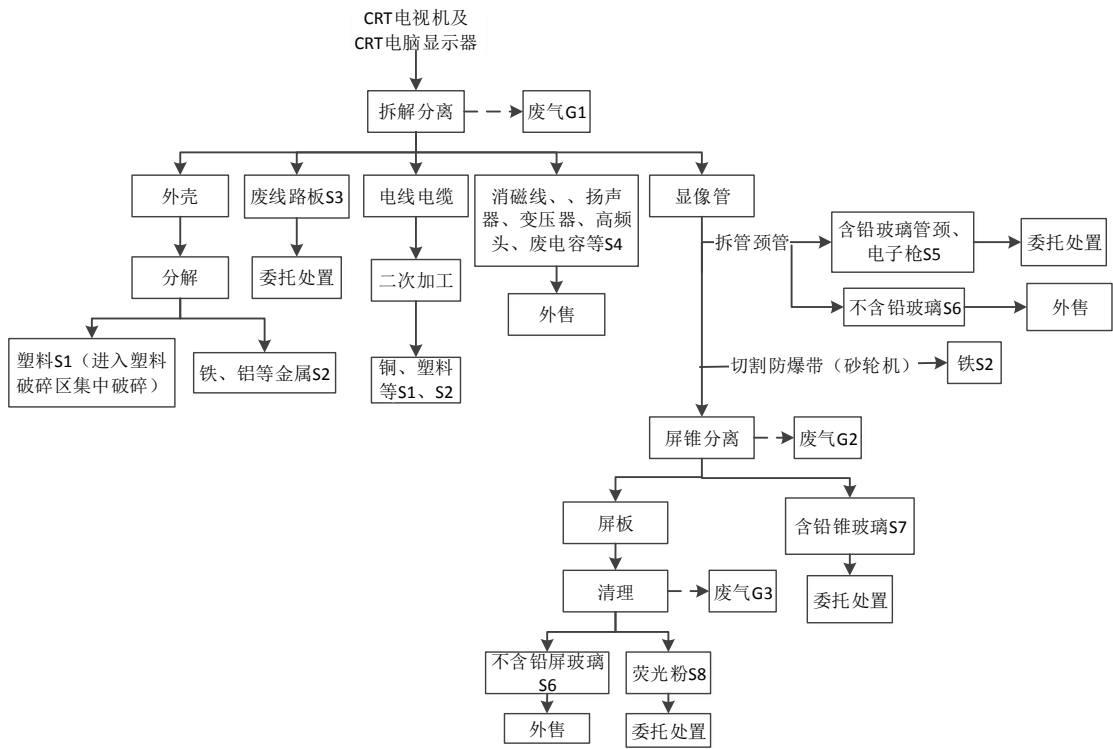 CRT电视机及
CRT电脑显示器
拆解分离
废气G1
外壳
废线路板S3
电线电缆
消磁线、、扬声
器、变压器、高频
头、废电容等S4
显像管
拆管颈管
含铅玻璃管颈、
电子枪S5
委托处置
分解
委托处置
二次加工
外售
不含铅玻璃S6
外售
塑料S1（进入塑料
破碎区集中破碎）
铁、铝等金属S2
铜、塑料
等S1、S2
切割防爆带（砂轮机）
铁S2
屏锥分离
废气G2
屏板
含铅锥玻璃S7
清理
废气G3
委托处置
不含铅屏玻璃
S6
荧光粉S8
外售
委托处置